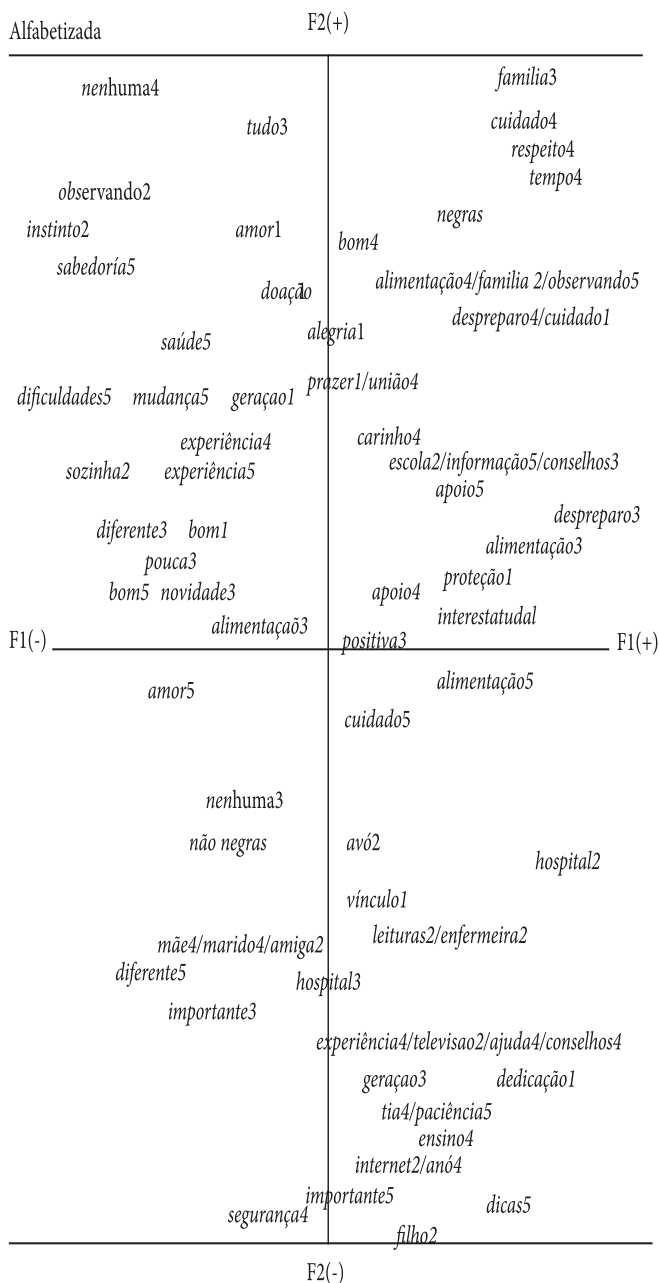 Alfabetizada
F2(+)
nenhuma4
familia3
tudo3
cuidado4
respeito4
tempo4
observando2
negras
instinto2
amor1
bom4
sabedoría5
alimentação4/familia 2/observando5
doação1
despreparo4/cuidado1
alegria1
saúde5
prazer1/união4
dificuldades5 mudança5 geraçao1
experiência4
carinho4
sozinha2 experiência5
escola2/informação5/conselhos3
apoio5
despreparo3
diferente3 bom1
alimentação3
pouca3
proteção1
bom5 novidade3
apoio4
interestatudal
alimentaçaõ3
positiva3
F1(-)
F1(+)
amor5
alimentação5
cuidado5
nenhuma3
não negras
avó2
hospital2
vínculo1
leituras2/enfermeira2
mãe4/marido4/amiga2
diferente5
hospital3
importante3
experiência4/televisao2/ajuda4/conselhos4
geraçao3
dedicação1
tia4/paciência5
ensino4
internet2/anó4
importante5
dicas5
segurança4
filho2
F2(-)